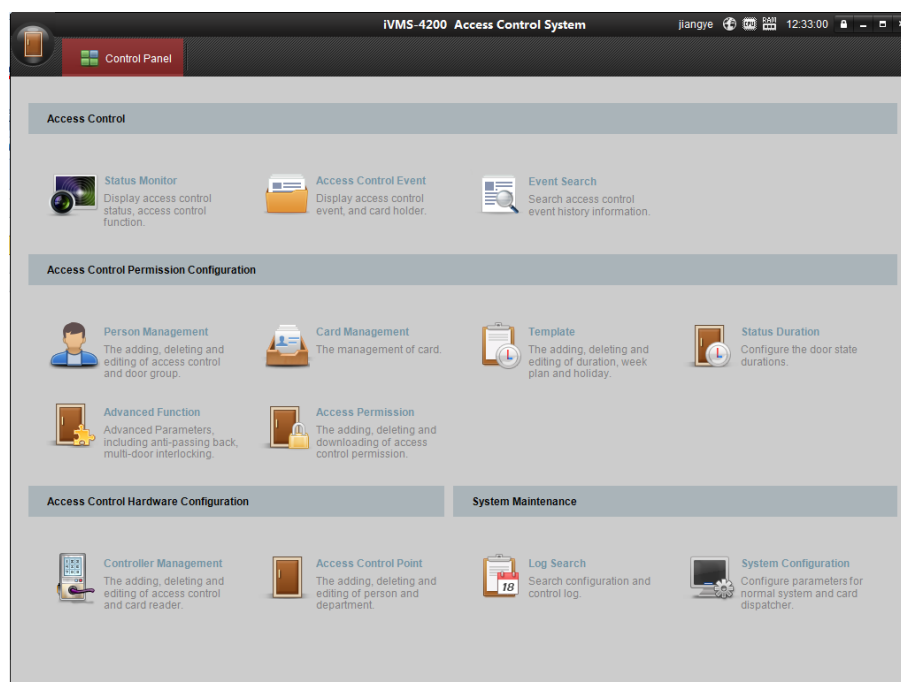 iVMS-4200 Access Control System
jiangye
CPU
RAM
12:33:00
Control Panel
Access Control
Status Monitor
Display access control
status, access control
function.
Access Control Event
Display access control
event, and card holder.
Event Search
Search access control
event history information.
Access Control Permission Configuration
Person Management
The adding, deleting and
editing of access control
and door group.
Card Management
The management of card.
Template
The adding, deleting and
editing of duration, week
plan and holiday.
Status Duration
Configure the door state
durations.
Advanced Function
Advanced Parameters,
including anti-passing back,
multi-door interlocking.
Access Permission
The adding, deleting and
downloading of access
control permission.
Access Control Hardware Configuration
System Maintenance
Controller Management
The adding, deleting and
editing of access control
and card reader.
Access Control Point
The adding, deleting and
editing of person and
department.
18
Log Search
Search configuration and
control log.
System Configuration
Configure parameters for
normal system and card
dispatcher.